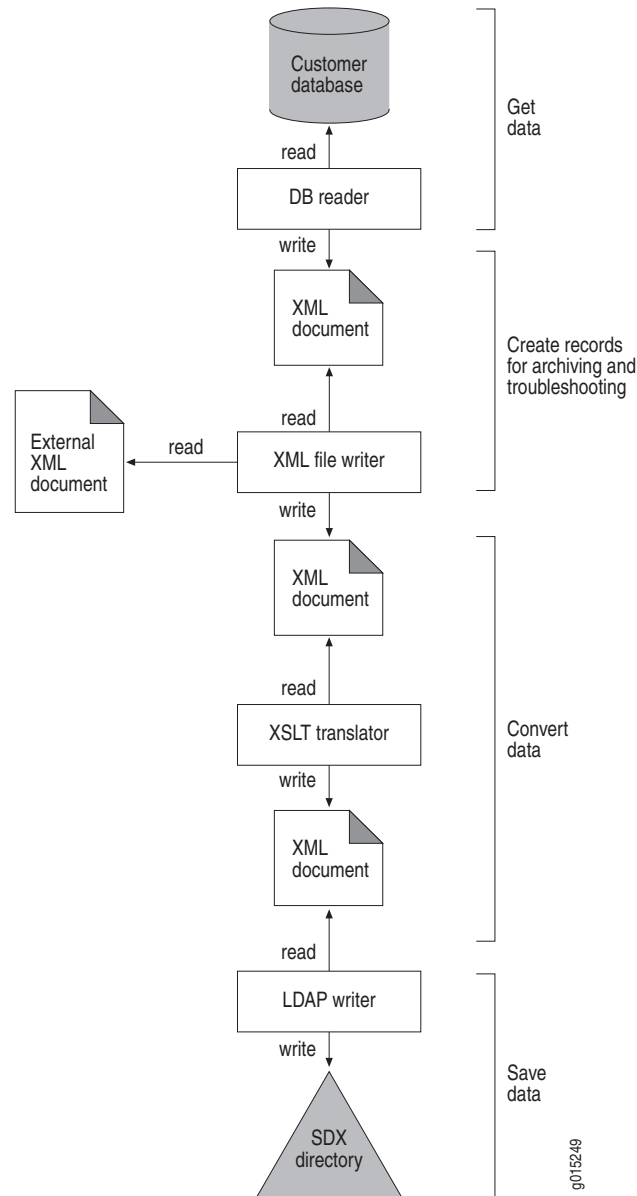 Customer
database
Get
data
read
DB reader
write
XML
document
Create records
for archiving and
troubleshooting
read
External
XML
document
read
XML file writer
write
XML
document
read
XSLT translator
Convert
data
write
XML
document
read
LDAP writer
write
Save
data
SDX
directory
g015249